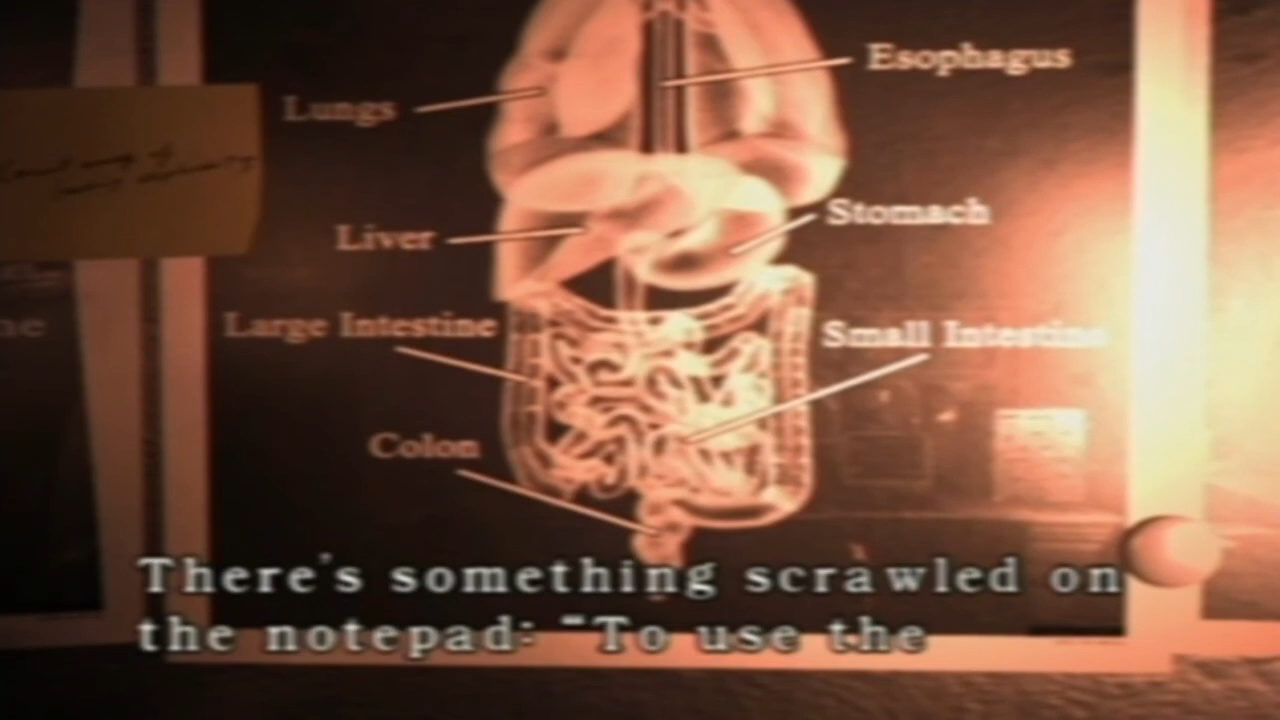 Esophagus
Lungs
Stomach
Liver
Large Intestine
Small Intestine
Colon
There's something scrawled on
the notepad: "To use the